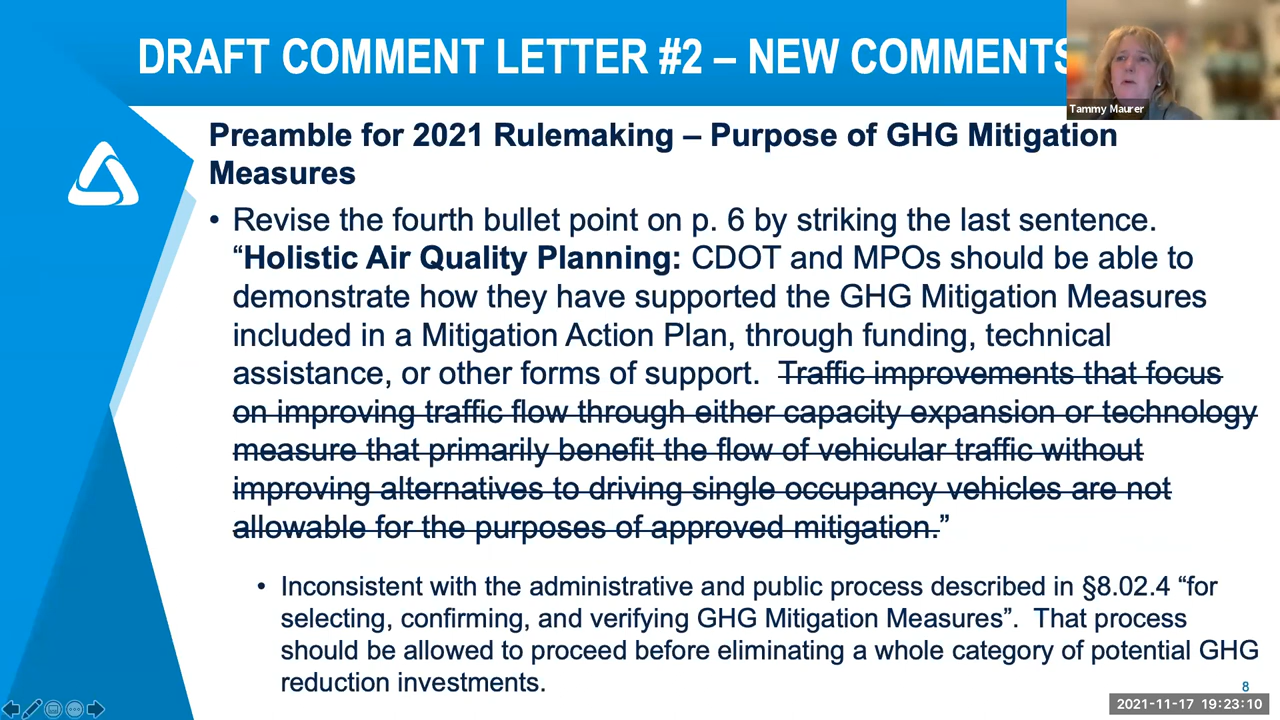 DRAFT COMMENT LETTER #2 – NEW COMMENTS
Tammy Maurer
Preamble for 2021 Rulemaking – Purpose of GHG Mitigation
Measures
• Revise the fourth bullet point on p. 6 by striking the last sentence.
“Holistic Air Quality Planning: CDOT and MPOs should be able to
demonstrate how they have supported the GHG Mitigation Measures
included in a Mitigation Action Plan, through funding, technical
assistance, or other forms of support. Traffic improvements that focus
on improving traffic flow through either capacity expansion or technology
measure that primarily benefit the flow of vehicular traffic without
improving alternatives to driving single occupancy vehicles are not
allowable for the purposes of approved mitigation.”
• Inconsistent with the administrative and public process described in §8.02.4 “for
selecting, confirming, and verifying GHG Mitigation Measures”. That process
should be allowed to proceed before eliminating a whole category of potential GHG
reduction investments.
8
2021-11-17 19:23:10